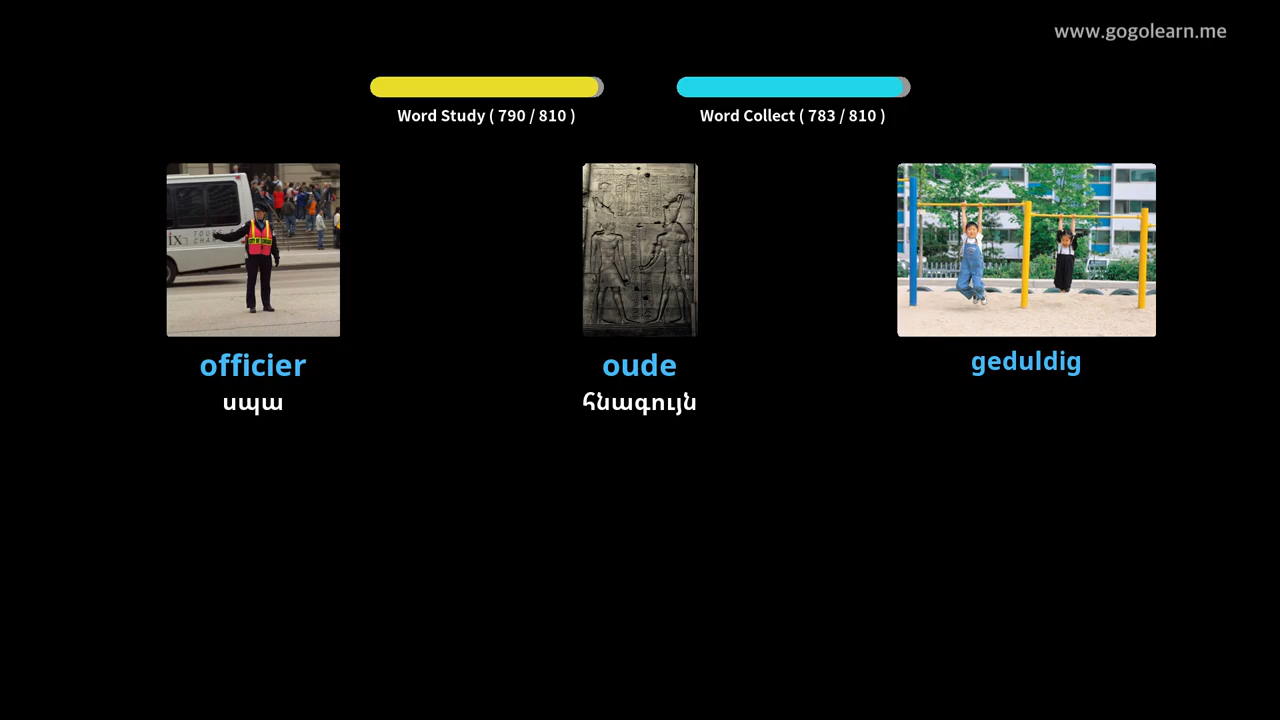 www.gogolearn.me
Word Study ( 790 / 810 )
Word Collect ( 783 / 810 )
officier
oude
geduldig
սպա
հնագույն